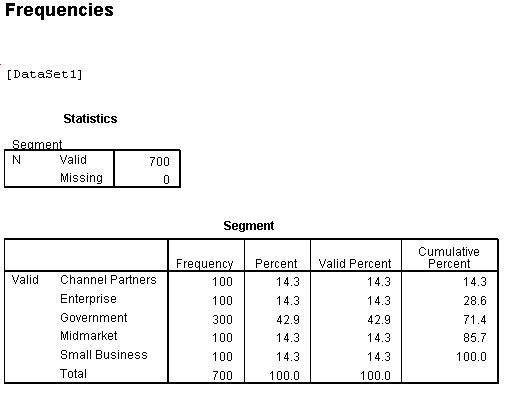 Frequencies
[DataSet1]
Statistics
Segment
N Valid 700
Missing 0
Segment
Frequency Percent Valid Percent Cumulative Percent
Valid Channel Partners 100 14.3 14.3 14.3
Enterprise 100 14.3 14.3 28.6
Government 300 42.9 42.9 71.4
Midmarket 100 14.3 14.3 85.7
Small Business 100 14.3 14.3 100.0
Total 700 100.0 100.0